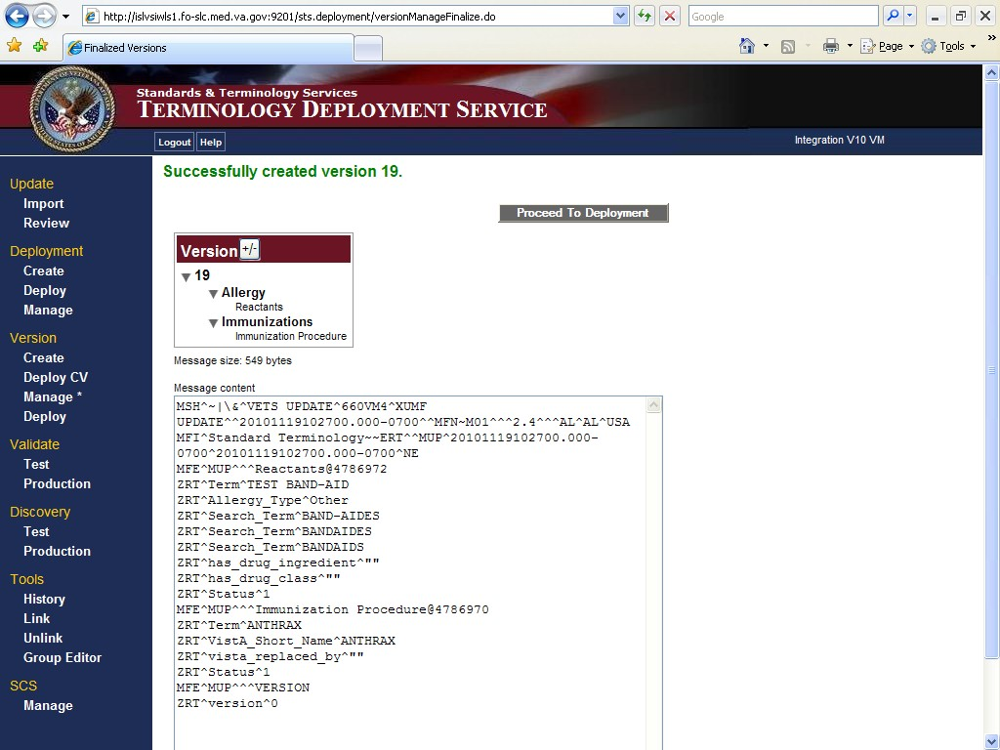 http://islvsiwls1.fo-slc.med.va.gov:9201/sts.deployment/versionManageFinalize.do
Google
Finalized Versions
Page
Tools
Standards & Terminology Services
TERMINOLOGY DEPLOYMENT SERVICE
Logout
Help
Integration V10 VM
Update
Import
Review
Deployment
Create
Deploy
Manage
Version
Create
Deploy CV
Manage *
Deploy
Validate
Test
Production
Discovery
Test
Production
Tools
History
Link
Unlink
Group Editor
SCS
Manage
Successfully created version 19.
Proceed To Deployment
Version +/-
19
Allergy
Reactants
Immunizations
Immunization Procedure
Message size: 549 bytes
Message content
MSH^~|\&^VETS UPDATE^660VM4^XUMF
UPDATE^^20101119102700.000-0700^^MFN~M01^^^2.4^^^AL^AL^USA
MFI^Standard Terminology~~ERT^^MUP^20101119102700.000-
0700^20101119102700.000-0700^NE
MFE^MUP^^^Reactants@4786972
ZRT^Term^TEST BAND-AID
ZRT^Allergy_Type^Other
ZRT^Search_Term^BAND-AIDES
ZRT^Search_Term^BANDAIDES
ZRT^Search_Term^BANDAIDS
ZRT^has_drug_ingredient^""
ZRT^has_drug_class^""
ZRT^Status^1
MFE^MUP^^^Immunization Procedure@4786970
ZRT^Term^ANTHRAX
ZRT^VistA_Short_Name^ANTHRAX
ZRT^vista_replaced_by^""
ZRT^Status^1
MFE^MUP^^^VERSION
ZRT^version^0